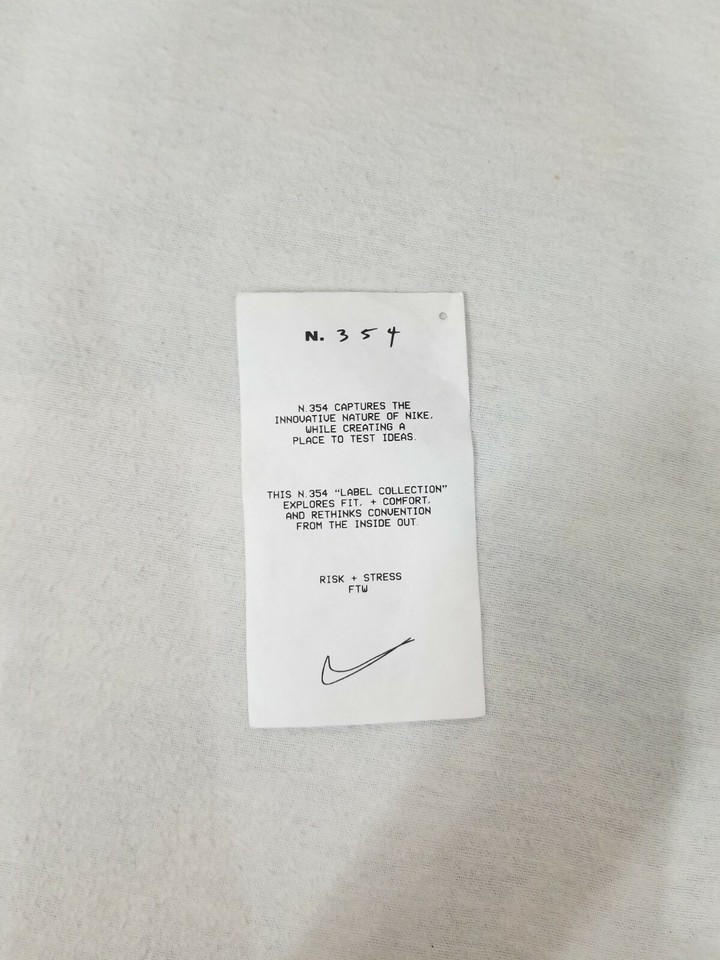 N. 354
N.354 CAPTURES THE
INNOVATIVE NATURE OF NIKE,
WHILE CREATING A
PLACE TO TEST IDEAS.
THIS N.354 “LABEL COLLECTION”
EXPLORES FIT, + COMFORT,
AND RETHINKS CONVENTION
FROM THE INSIDE OUT.
RISK + STRESS
FTW